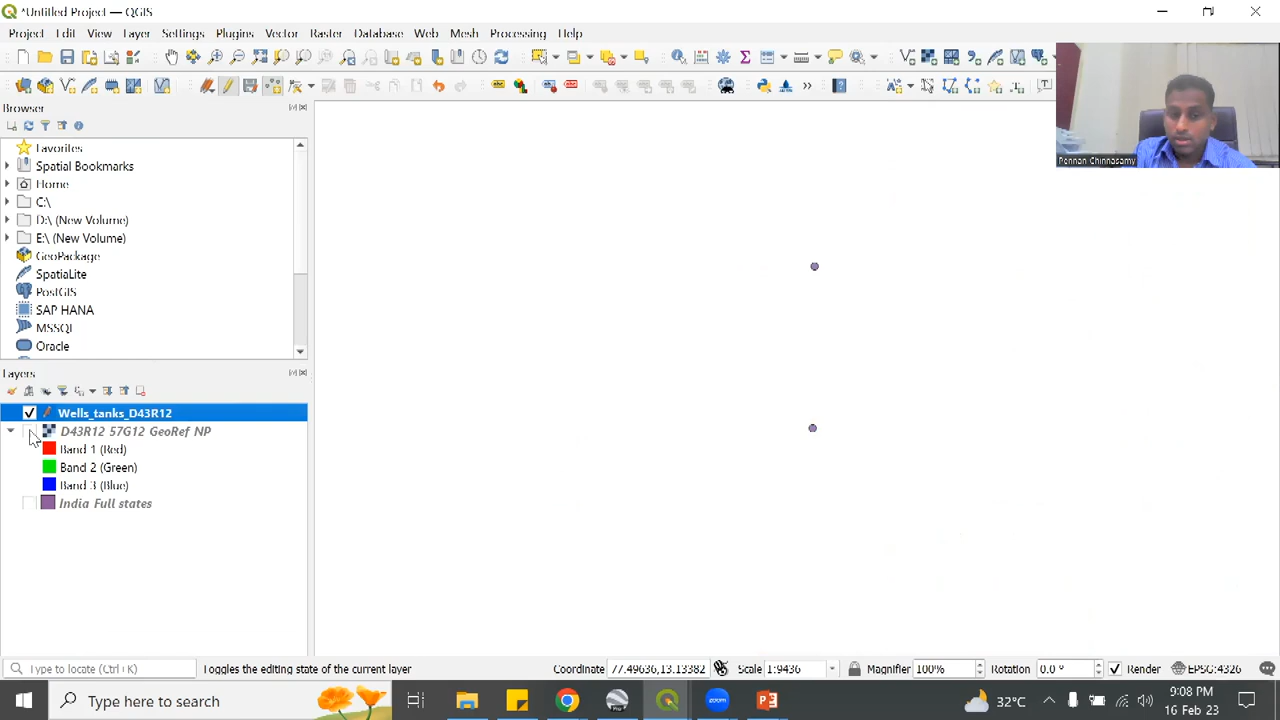 *Untitled Project — QGIS
Project Edit View Layer Settings Plugins Vector Raster Database Web Mesh Processing Help
Pennan Chinnasamy
Browser
Favorites
Spatial Bookmarks
Home
C:\
D:\ (New Volume)
E:\ (New Volume)
GeoPackage
SpatiaLite
PostGIS
SAP HANA
MSSQL
Oracle
Layers
Wells_tanks_D43R12
D43R12 57G12 GeoRef NP
Band 1 (Red)
Band 2 (Green)
Band 3 (Blue)
India Full states
Type to locate (Ctrl+K) Toggles the editing state of the current layer Coordinate 77.49636,13.13382 Scale 1:9436 Magnifier 100% Rotation 0.0 ° Render EPSG:4326
Type here to search 32°C 9:08 PM
16 Feb 23